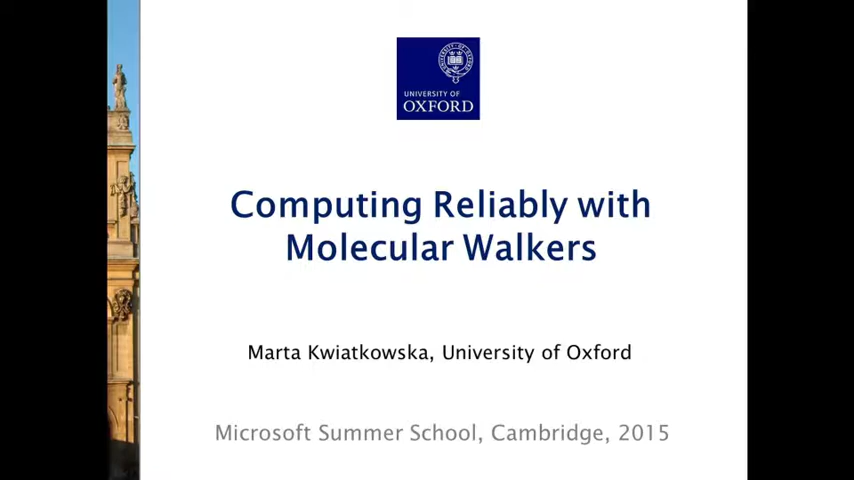 UNIVERSITY OF
OXFORD
Computing Reliably with
Molecular Walkers
Marta Kwiatkowska, University of Oxford
Microsoft Summer School, Cambridge, 2015